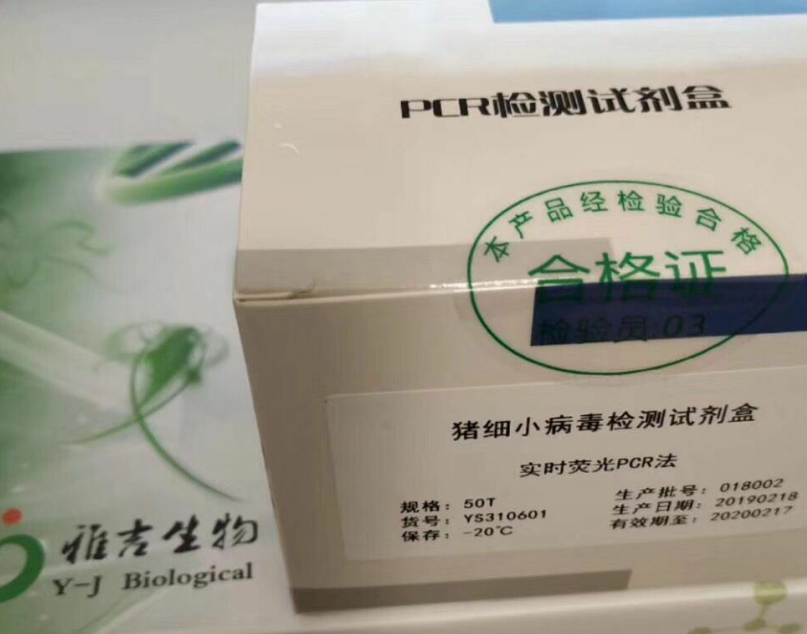 PCR检测试剂盒
本产品经检验合格
合格证
检验员:03
猪细小病毒检测试剂盒
实时荧光PCR法
规格: 50T
货号: YS310601
保存: -20℃
生产批号: 018002
生产日期: 20190218
有效期至: 20200217
雅吉生物
Y-J Biological